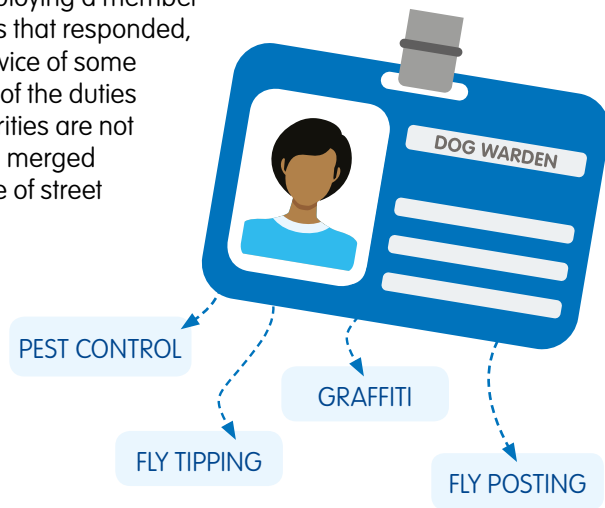 s that responded,
vice of some
of the duties
rities are not
merged
e of street
DOG WARDEN
PEST CONTROL
GRAFFITI
FLY TIPPING
FLY POSTING